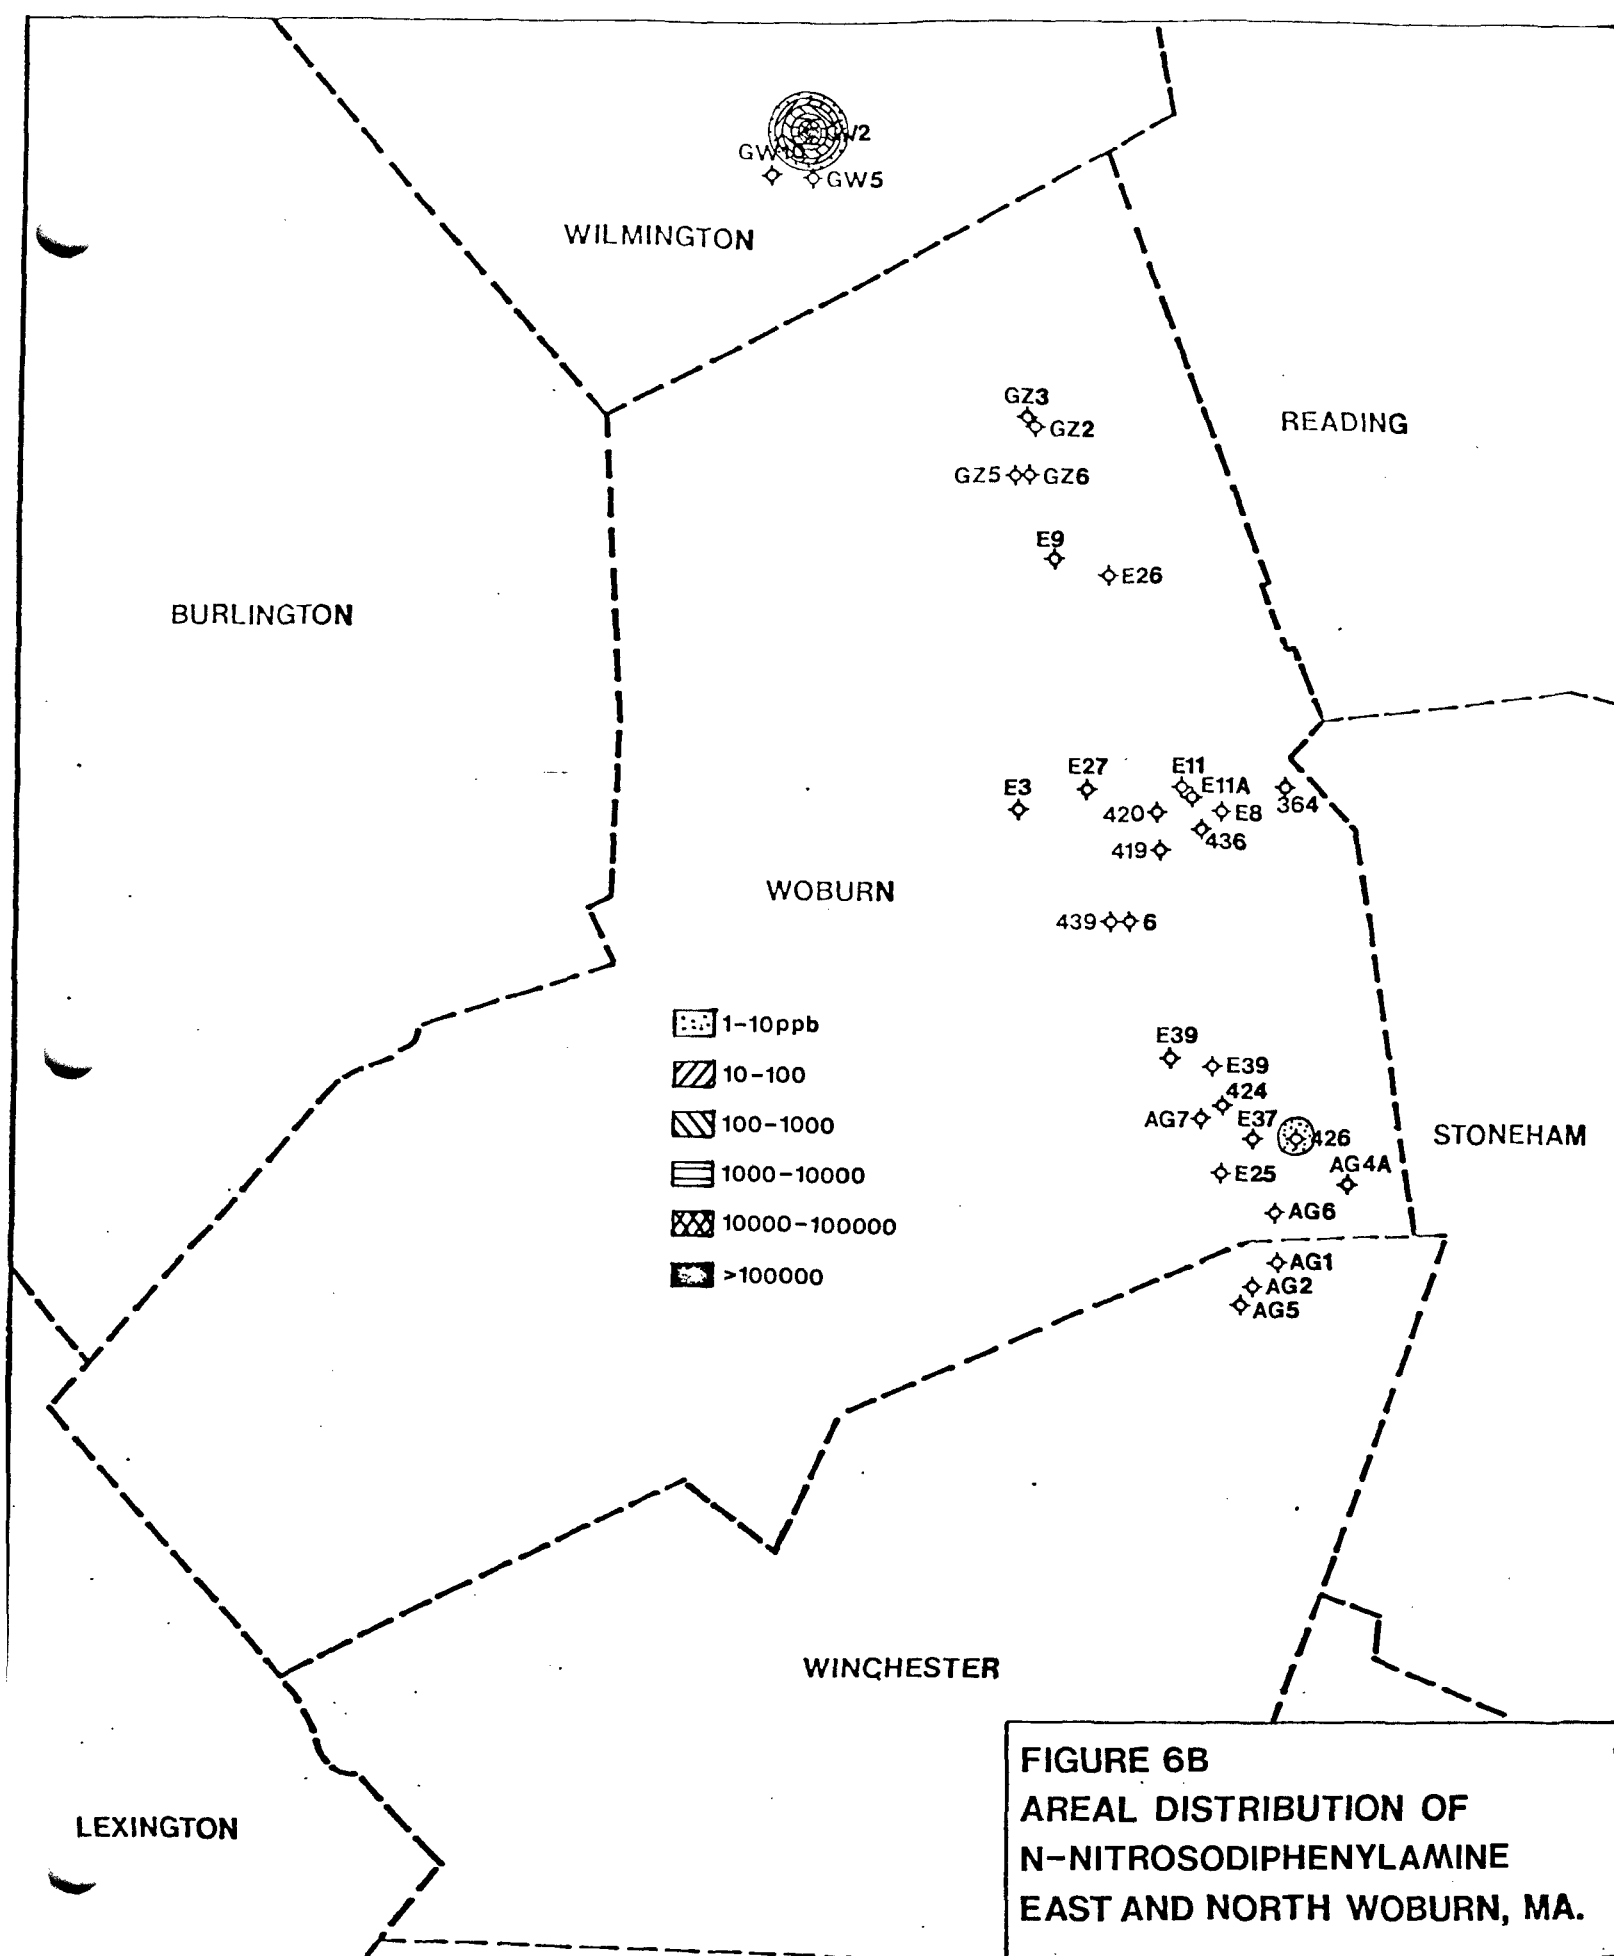 GW2
GW10
GW5
WILMINGTON
GZ3
GZ2
READING
GZ5
GZ6
E9
E26
BURLINGTON
E27
E11
E3
E11A
364
420
E8
436
419
WOBURN
439
6
1-10ppb
10-100
100-1000
1000-10000
10000-100000
>100000
E39
E39
424
AG7
E37
426
STONEHAM
AG4A
E25
AG6
AG1
AG2
AG5
WINCHESTER
LEXINGTON
FIGURE 6B
AREAL DISTRIBUTION OF
N-NITROSODIPHENYLAMINE
EAST AND NORTH WOBURN, MA.